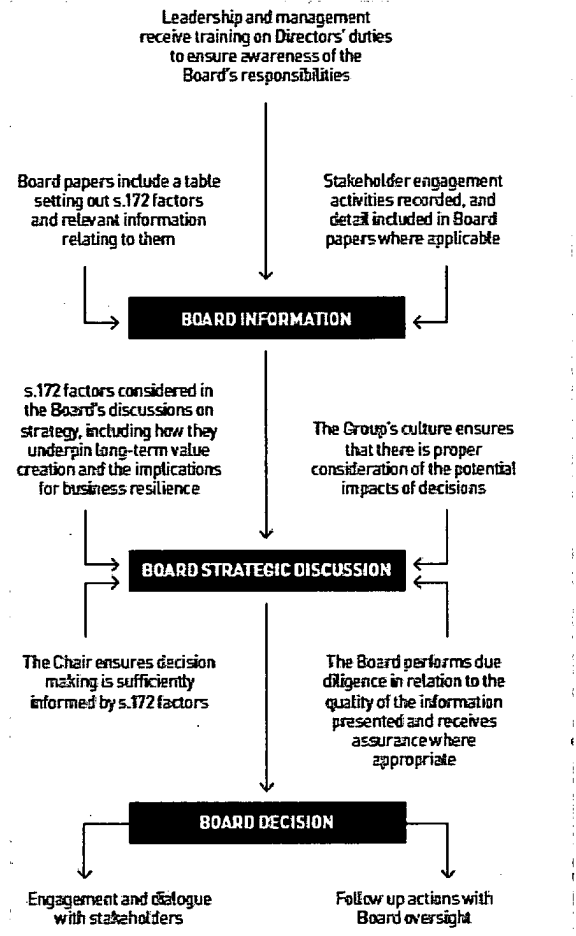 Leadership and management
receive training on Directors' duties
to ensure awareness of the
Board's responsibilities
Board papers include a table
setting out s.172 factors
and relevant information
relating to them
Stakeholder engagement
activities recorded, and
detail included in Board
papers where applicable
BOARD INFORMATION
s.172 factors considered in
the Board's discussions on
strategy, including how they
underpin long-term value
creation and the implications
for business resilience
The Group's culture ensures
that there is proper
consideration of the potential
impacts of decisions
BOARD STRATEGIC DISCUSSION
The Chair ensures decision
making is sufficiently
informed by s.172 factors
The Board performs due
diligence in relation to the
quality of the information
presented and receives
assurance where
appropriate
BOARD DECISION
Engagement and dialogue
with stakeholders
Follow up actions with
Board oversight